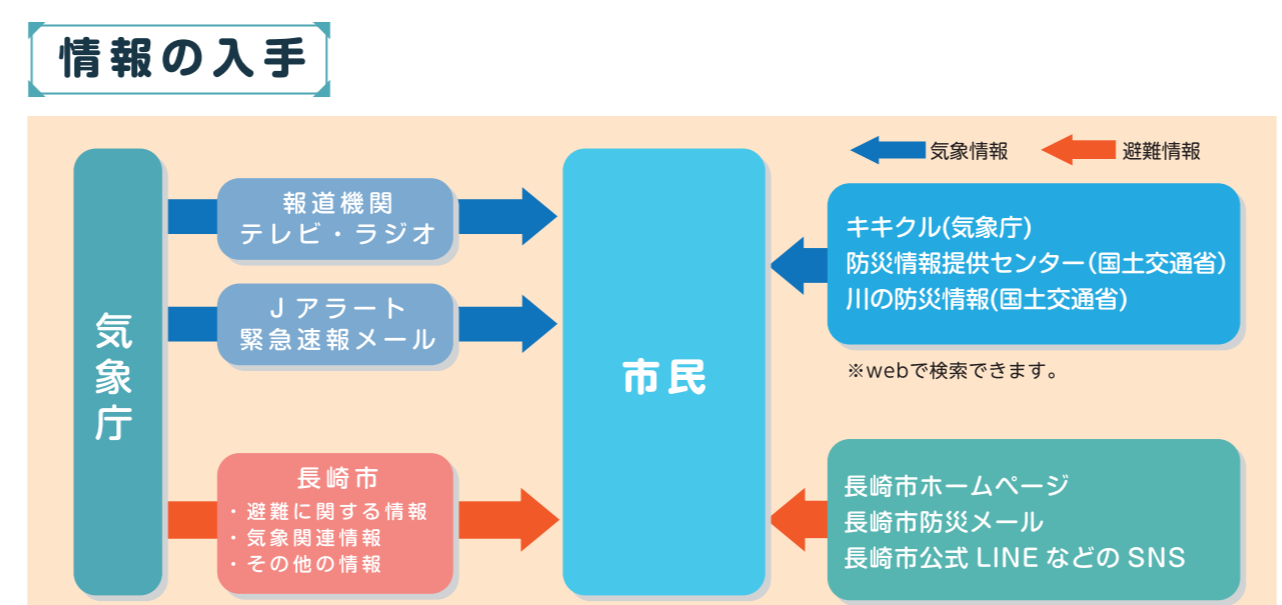 情報の入手
気象情報
避難情報
気象庁
報道機関
テレビ・ラジオ
Jアラート
緊急速報メール
長崎市
・避難に関する情報
・気象関連情報
・その他の情報
市民
キキクル(気象庁)
防災情報提供センター(国土交通省)
川の防災情報(国土交通省)
※webで検索できます。
長崎市ホームページ
長崎市防災メール
長崎市公式 LINE などの SNS